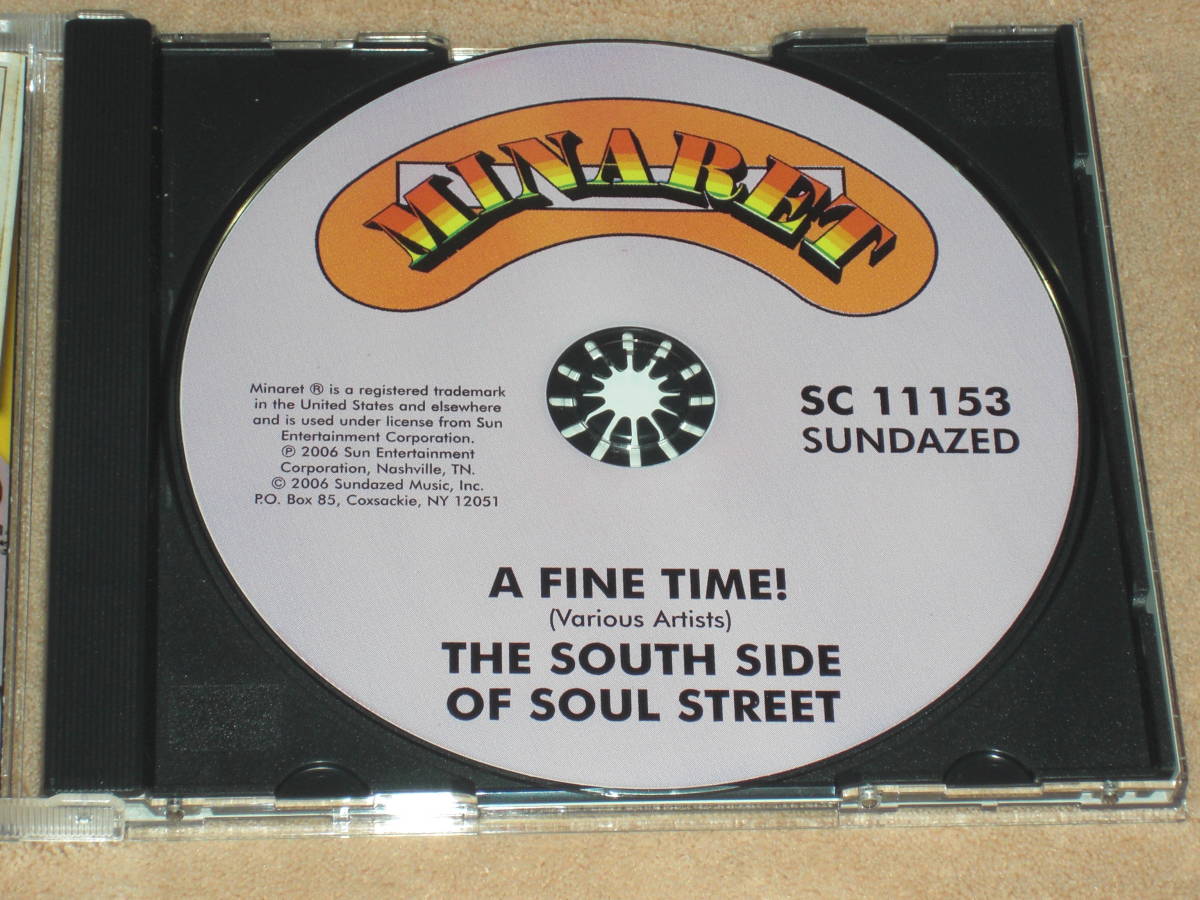 MINARET
Minaret ® is a registered trademark
in the United States and elsewhere
and is used under license from Sun
Entertainment Corporation.
℗ 2006 Sun Entertainment
Corporation, Nashville, TN.
© 2006 Sundazed Music, Inc.
P.O. Box 85, Coxsackie, NY 12051
SC 11153
SUNDAZED
A FINE TIME!
(Various Artists)
THE SOUTH SIDE
OF SOUL STREET